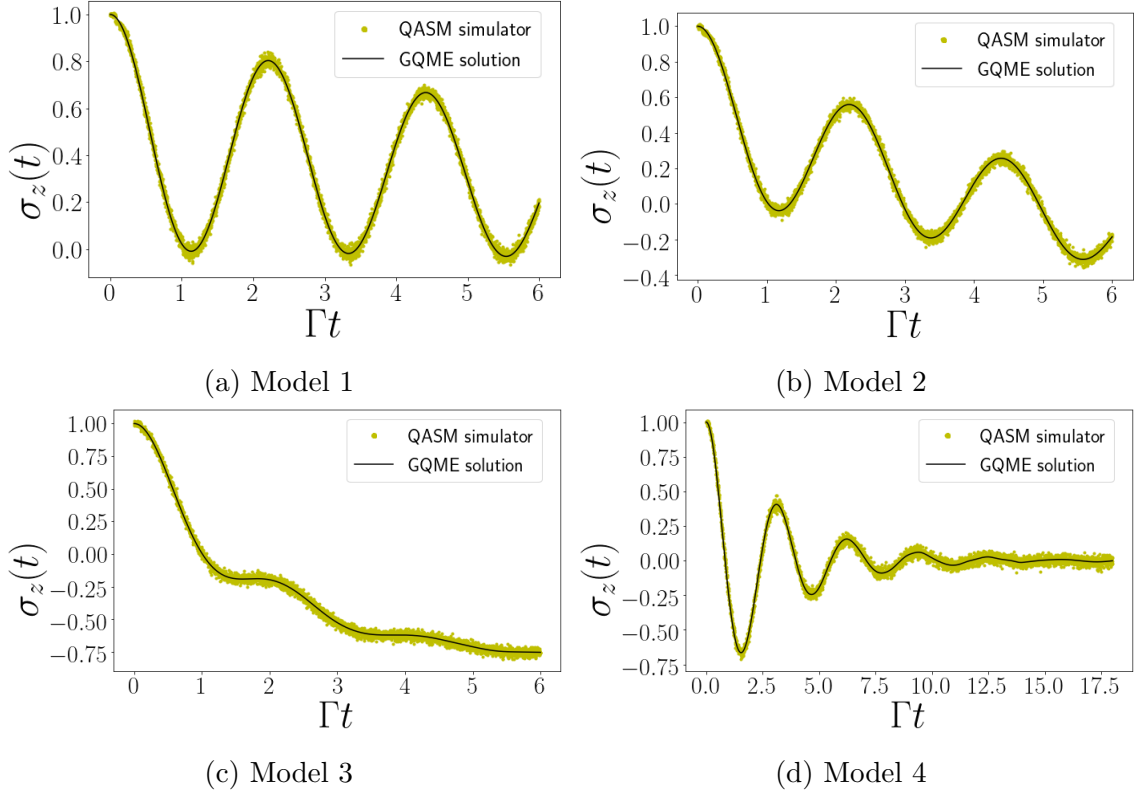 1.0
0.8
0.6
0.4
0.2
0.0
σz(t)
QASM simulator
GQME solution
0 1 2 3 4 5 6
Γt
(a) Model 1
1.0
0.8
0.6
0.4
0.2
0.0
−0.2
−0.4
σz(t)
QASM simulator
GQME solution
0 1 2 3 4 5 6
Γt
(b) Model 2
1.00
0.75
0.50
0.25
0.00
−0.25
−0.50
−0.75
σz(t)
QASM simulator
GQME solution
0 1 2 3 4 5 6
Γt
(c) Model 3
1.00
0.75
0.50
0.25
0.00
−0.25
−0.50
−0.75
σz(t)
QASM simulator
GQME solution
0.0 2.5 5.0 7.5 10.0 12.5 15.0 17.5
Γt
(d) Model 4